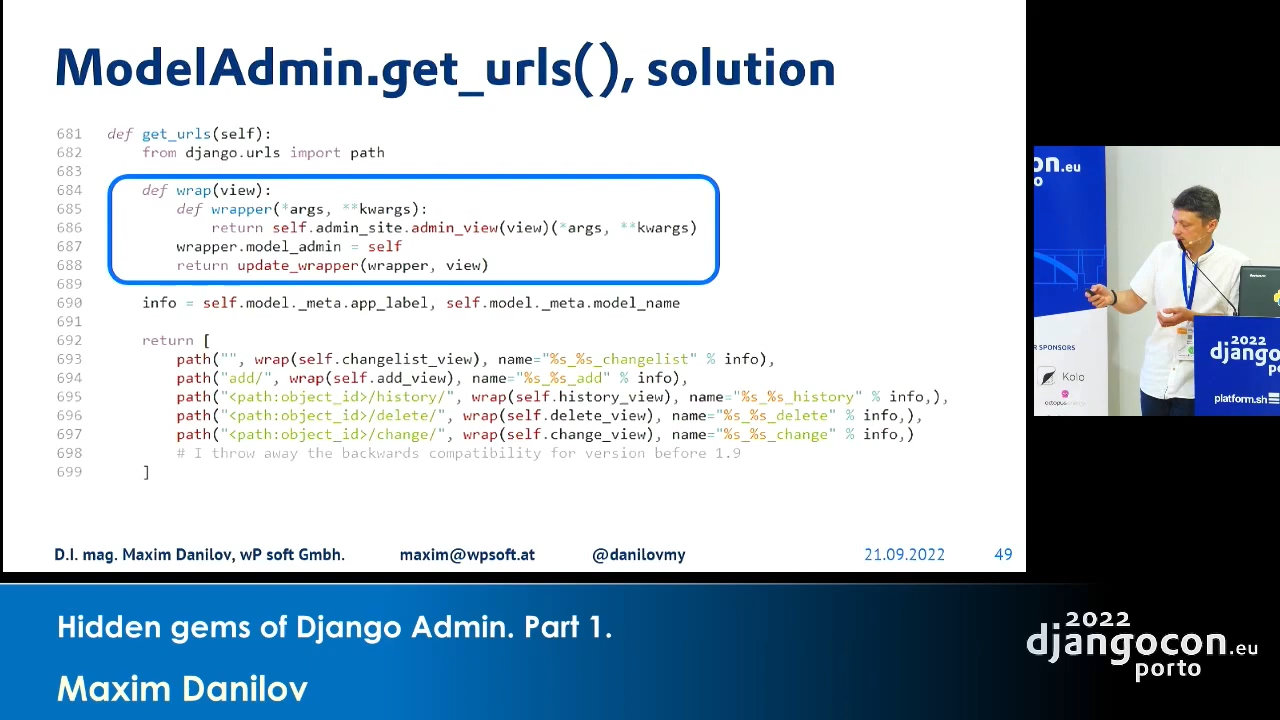 ModelAdmin.get_urls(), solution
681 def get_urls(self):
682 from django.urls import path
683
684 def wrap(view):
685 def wrapper(*args, **kwargs):
686 return self.admin_site.admin_view(view)(*args, **kwargs)
687 wrapper.model_admin = self
688 return update_wrapper(wrapper, view)
689
690 info = self.model._meta.app_label, self.model._meta.model_name
691
692 return [
693 path("", wrap(self.changelist_view), name="%s_%s_changelist" % info),
694 path("add/", wrap(self.add_view), name="%s_%s_add" % info),
695 path("<path:object_id>/history/", wrap(self.history_view), name="%s_%s_history" % info,),
696 path("<path:object_id>/delete/", wrap(self.delete_view), name="%s_%s_delete" % info,),
697 path("<path:object_id>/change/", wrap(self.change_view), name="%s_%s_change" % info,)
698 # I throw away the backwards compatibility for version before 1.9
699 ]
D.I. mag. Maxim Danilov, wP soft Gmbh. maxim@wpsoft.at @danilovmy 21.09.2022 49
on.eu
o
R SPONSORS
Kolo
octopus energy
lenovo
2022
django
po
platform.sh
Hidden gems of Django Admin. Part 1.
Maxim Danilov
2022
djangocon.eu
porto